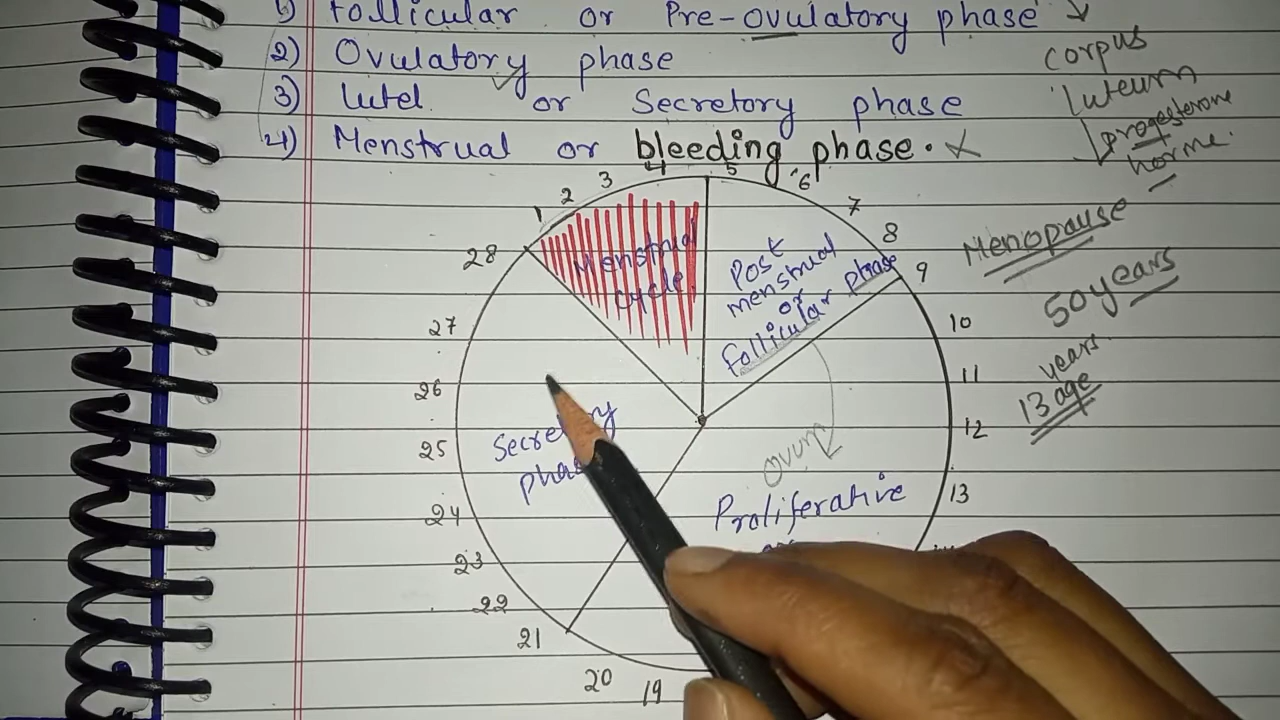 1) Follicular or Pre-ovulatory phase
2) Ovulatory phase
3) lutel or Secretory phase
4) Menstrual or bleeding phase.
corpus
luteum
progesterone
horme.
Menopause
50 years
13 years
age
1
2
3
4
5
6
7
8
9
10
11
12
13
19
20
21
22
23
24
25
26
27
28
Menstrual
Cycle
Post
menstrual
or
follicular phase
Ovum
Proliferative
Secretory
phase